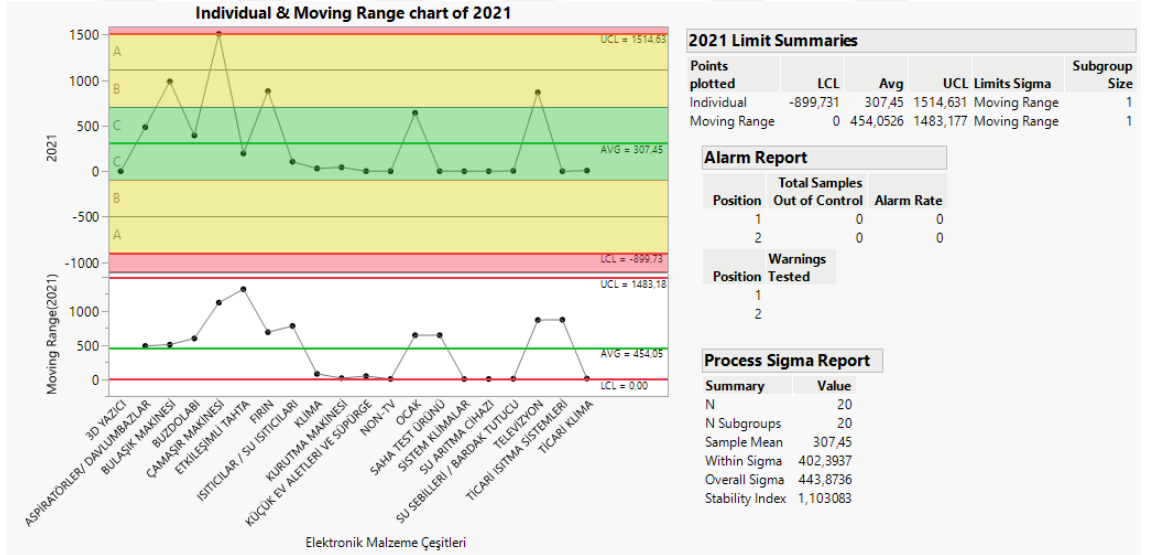 Individual & Moving Range chart of 2021
2021
1500
1000
500
0
-500
-1000
A
B
C
C
B
A
UCL = 1514,63
AVG = 307,45
LCL = -899,73
Moving Range(2021)
1000
500
0
UCL = 1483,18
AVG = 454,05
LCL = 0,00
3D YAZICI
ASPİRATÖRLER/ DAVLUMBAZLAR
BULAŞIK MAKİNESİ
BUZDOLABI
ÇAMAŞIR MAKİNESİ
ETKİLEŞİMLİ TAHTA
FIRIN
ISITICILAR / SU ISITICILARI
KLİMA
KURUTMA MAKİNESİ
KÜÇÜK EV ALETLERİ VE SÜPÜRGE
NON-TV
OCAK
SAHA TEST ÜRÜNÜ
SİSTEM KLİMALAR
SU ARITMA CİHAZI
SU SEBİLLERİ / BARDAK TUTUCU
TELEVİZYON
TİCARİ ISITMA SİSTEMLERİ
TİCARİ KLİMA
Elektronik Malzeme Çeşitleri
2021 Limit Summaries
Points plotted LCL Avg UCL Limits Sigma Subgroup Size
Individual -899,731 307,45 1514,631 Moving Range 1
Moving Range 0 454,0526 1483,177 Moving Range 1
Alarm Report
Position Total Samples Out of Control Alarm Rate
1 0 0
2 0 0
Position Warnings Tested
1
2
Process Sigma Report
Summary Value
N 20
N Subgroups 20
Sample Mean 307,45
Within Sigma 402,3937
Overall Sigma 443,8736
Stability Index 1,103083